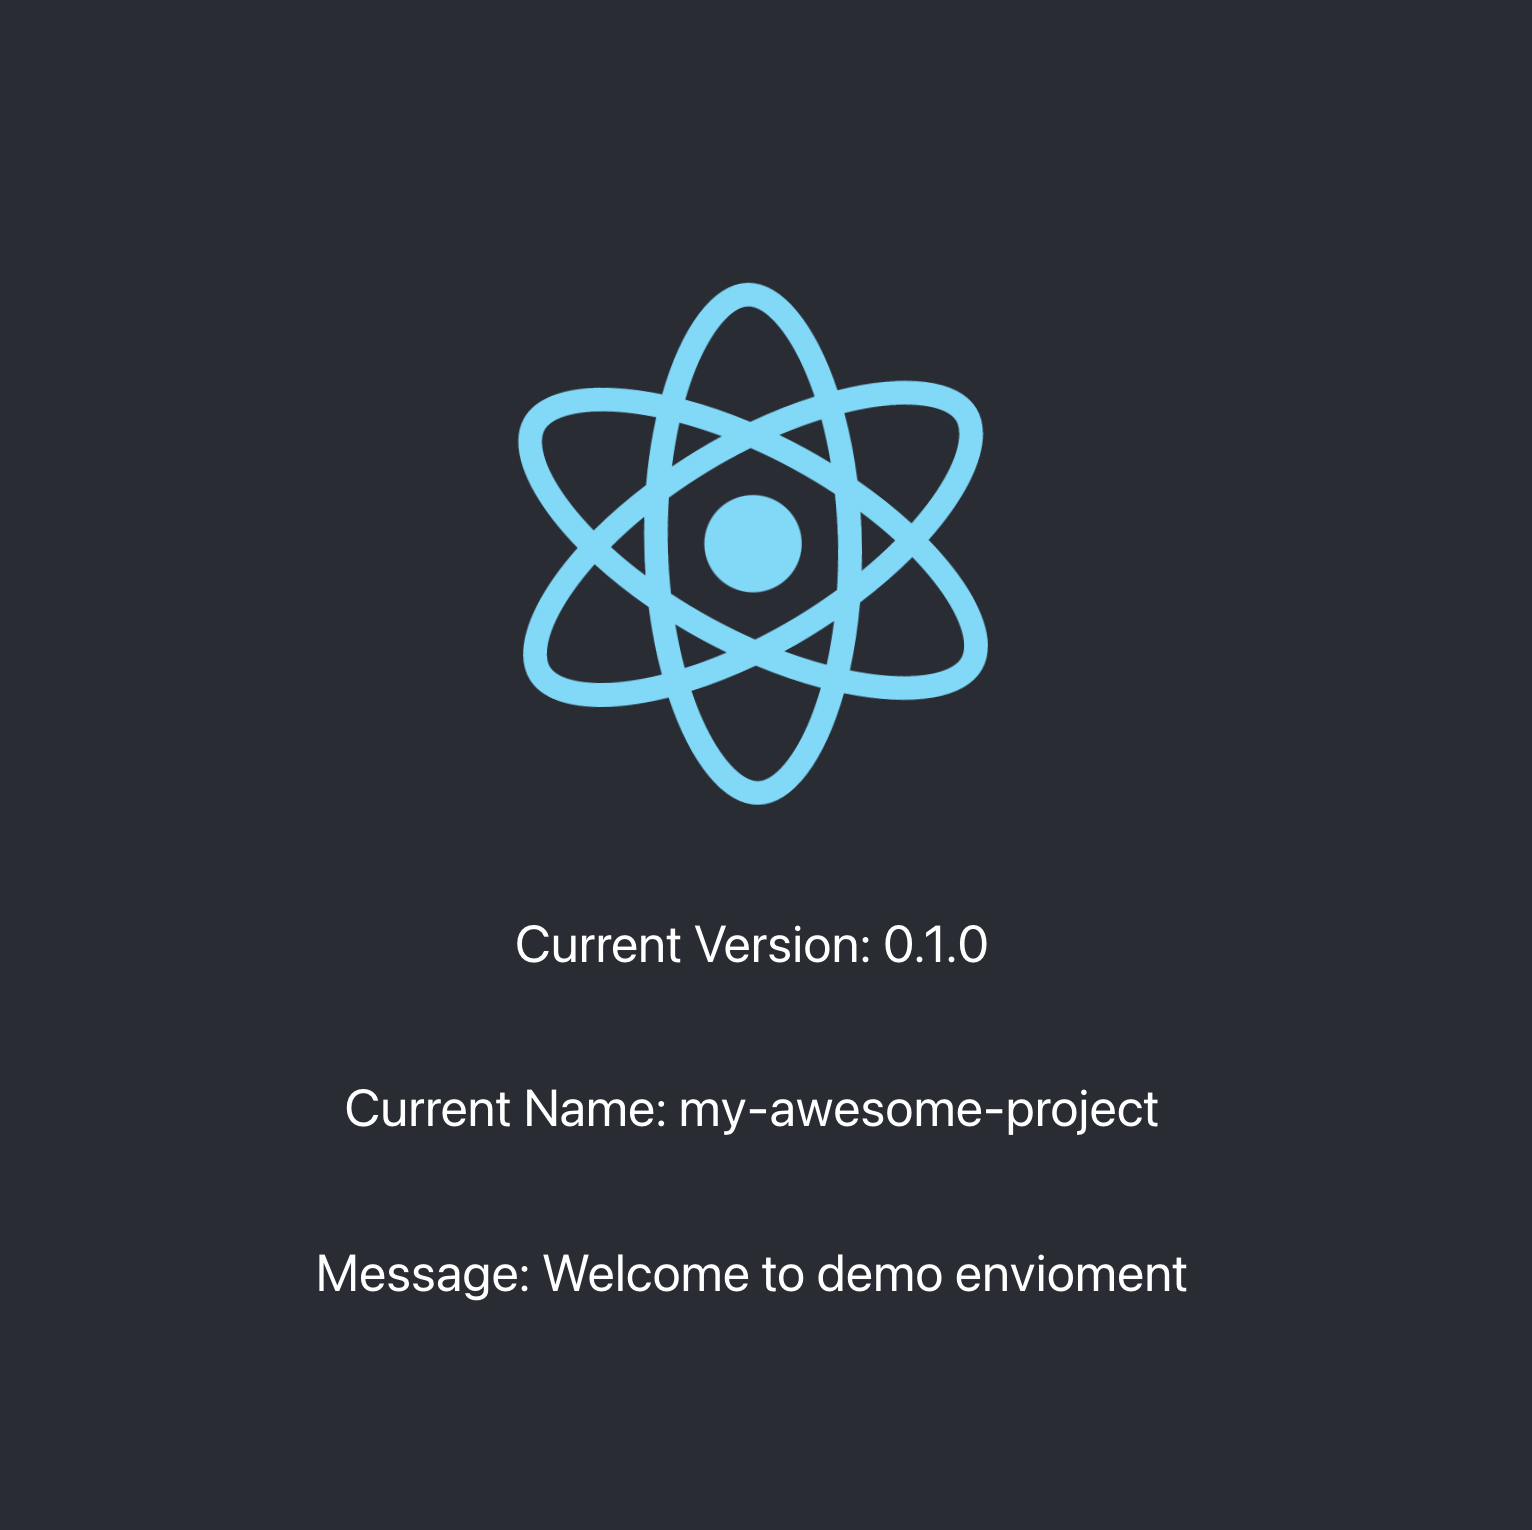 Current Version: 0.1.0
Current Name: my-awesome-project
Message: Welcome to demo envioment